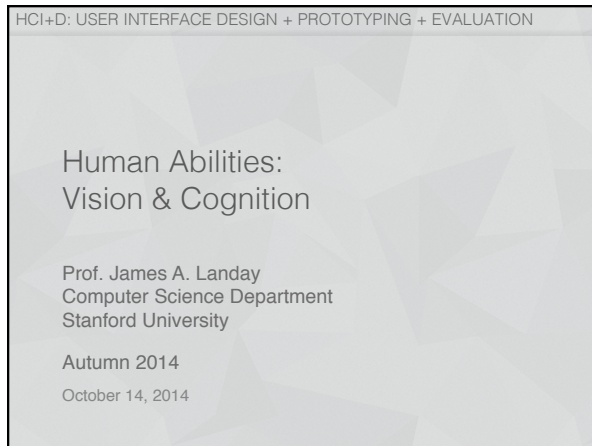 HCI+D: USER INTERFACE DESIGN + PROTOTYPING + EVALUATION
Human Abilities:
Vision & Cognition
Prof. James A. Landay
Computer Science Department
Stanford University
Autumn 2014
October 14, 2014